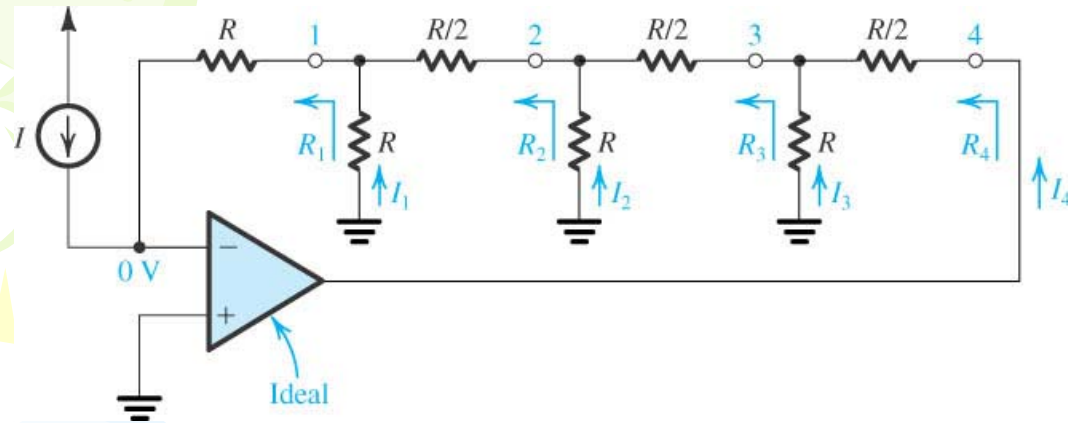 R 1 R/2 2 R/2 3 R/2 4
I R₁ R R₂ R R₃ R R₄
I₁ I₂ I₃ I₄
0 V −
+
Ideal